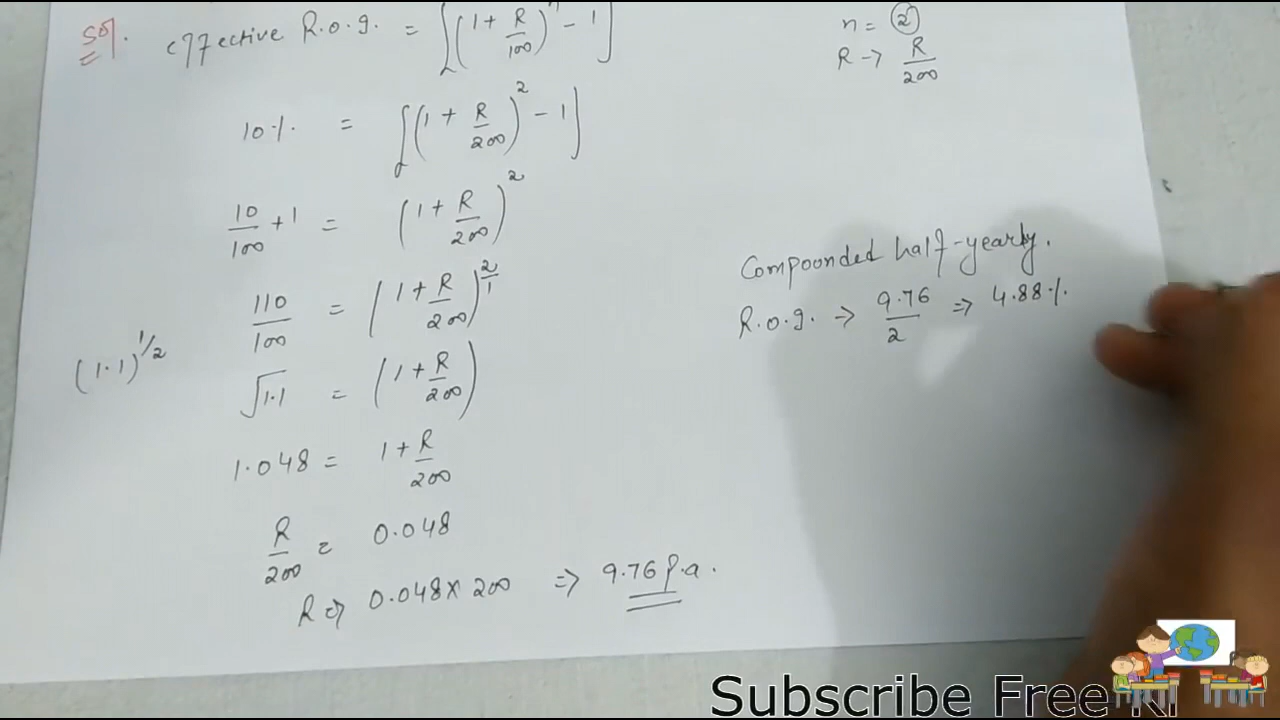 Sol. Effective R.o.g. = [(1 + R/100)^n - 1]
n = 2
R → R/200
10% = [(1 + R/200)^2 - 1]
10/100 + 1 = (1 + R/200)^2
110/100 = (1 + R/200)^2/1
(1.1)^1/2
√1.1 = (1 + R/200)
1.048 = 1 + R/200
R/200 = 0.048
R ⇒ 0.048 × 200 ⇒ 9.76 p.a.
Compounded half-yearly.
R.o.g. → 9.76/2 ⇒ 4.88%
Subscribe Free Ki